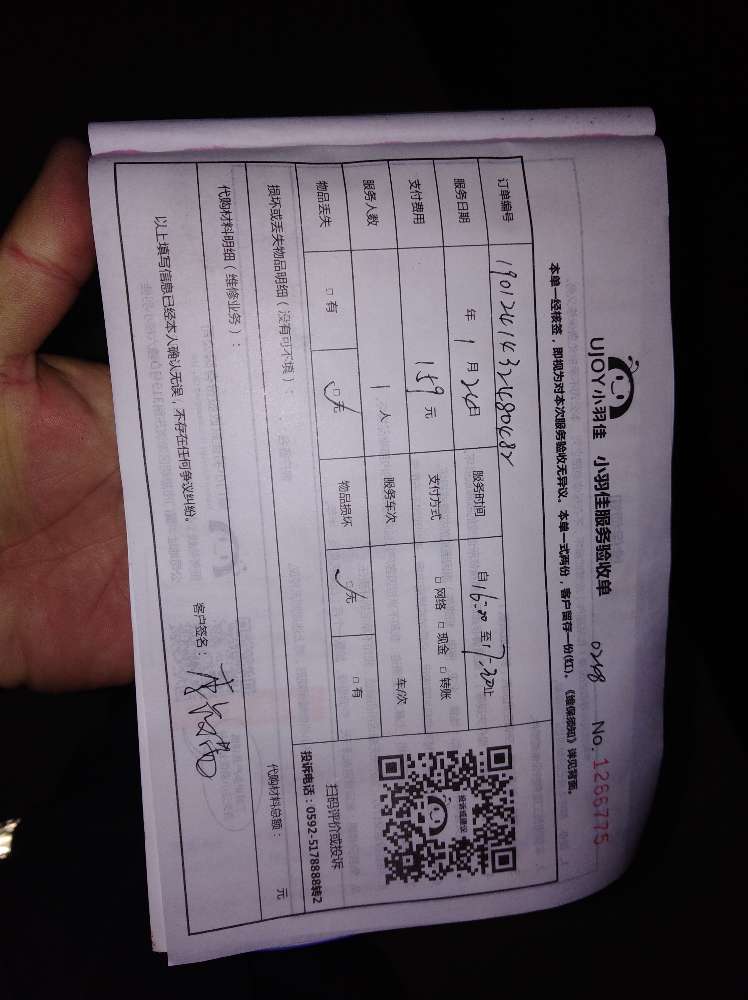 UJOY小羽佳 小羽佳服务验收单 0218 No. 1266775
本单一经核签，即视为对本次服务验收无异议。本单一式两份，客户留存一份(红)。《维保须知》详见背面。
订单编号
服务日期 年 1 月 24日 服务时间 自 16:00 至 17:30止
支付费用 159 元 支付方式 □ 网络 □ 现金 □ 转账
服务人数 1 人 服务车次 车/次
物品丢失 □ 有 □ 无 物品损坏 □ 无 □ 有
投诉或建议
扫码评价或投诉
投诉电话：0592-5178888转2
损坏或丢失物品明细（没有可不填）：
代购材料明细（维修业务）： 代购材料总额： 元
以上填写信息已经本人确认无误，不存在任何争议纠纷。 客户签名：